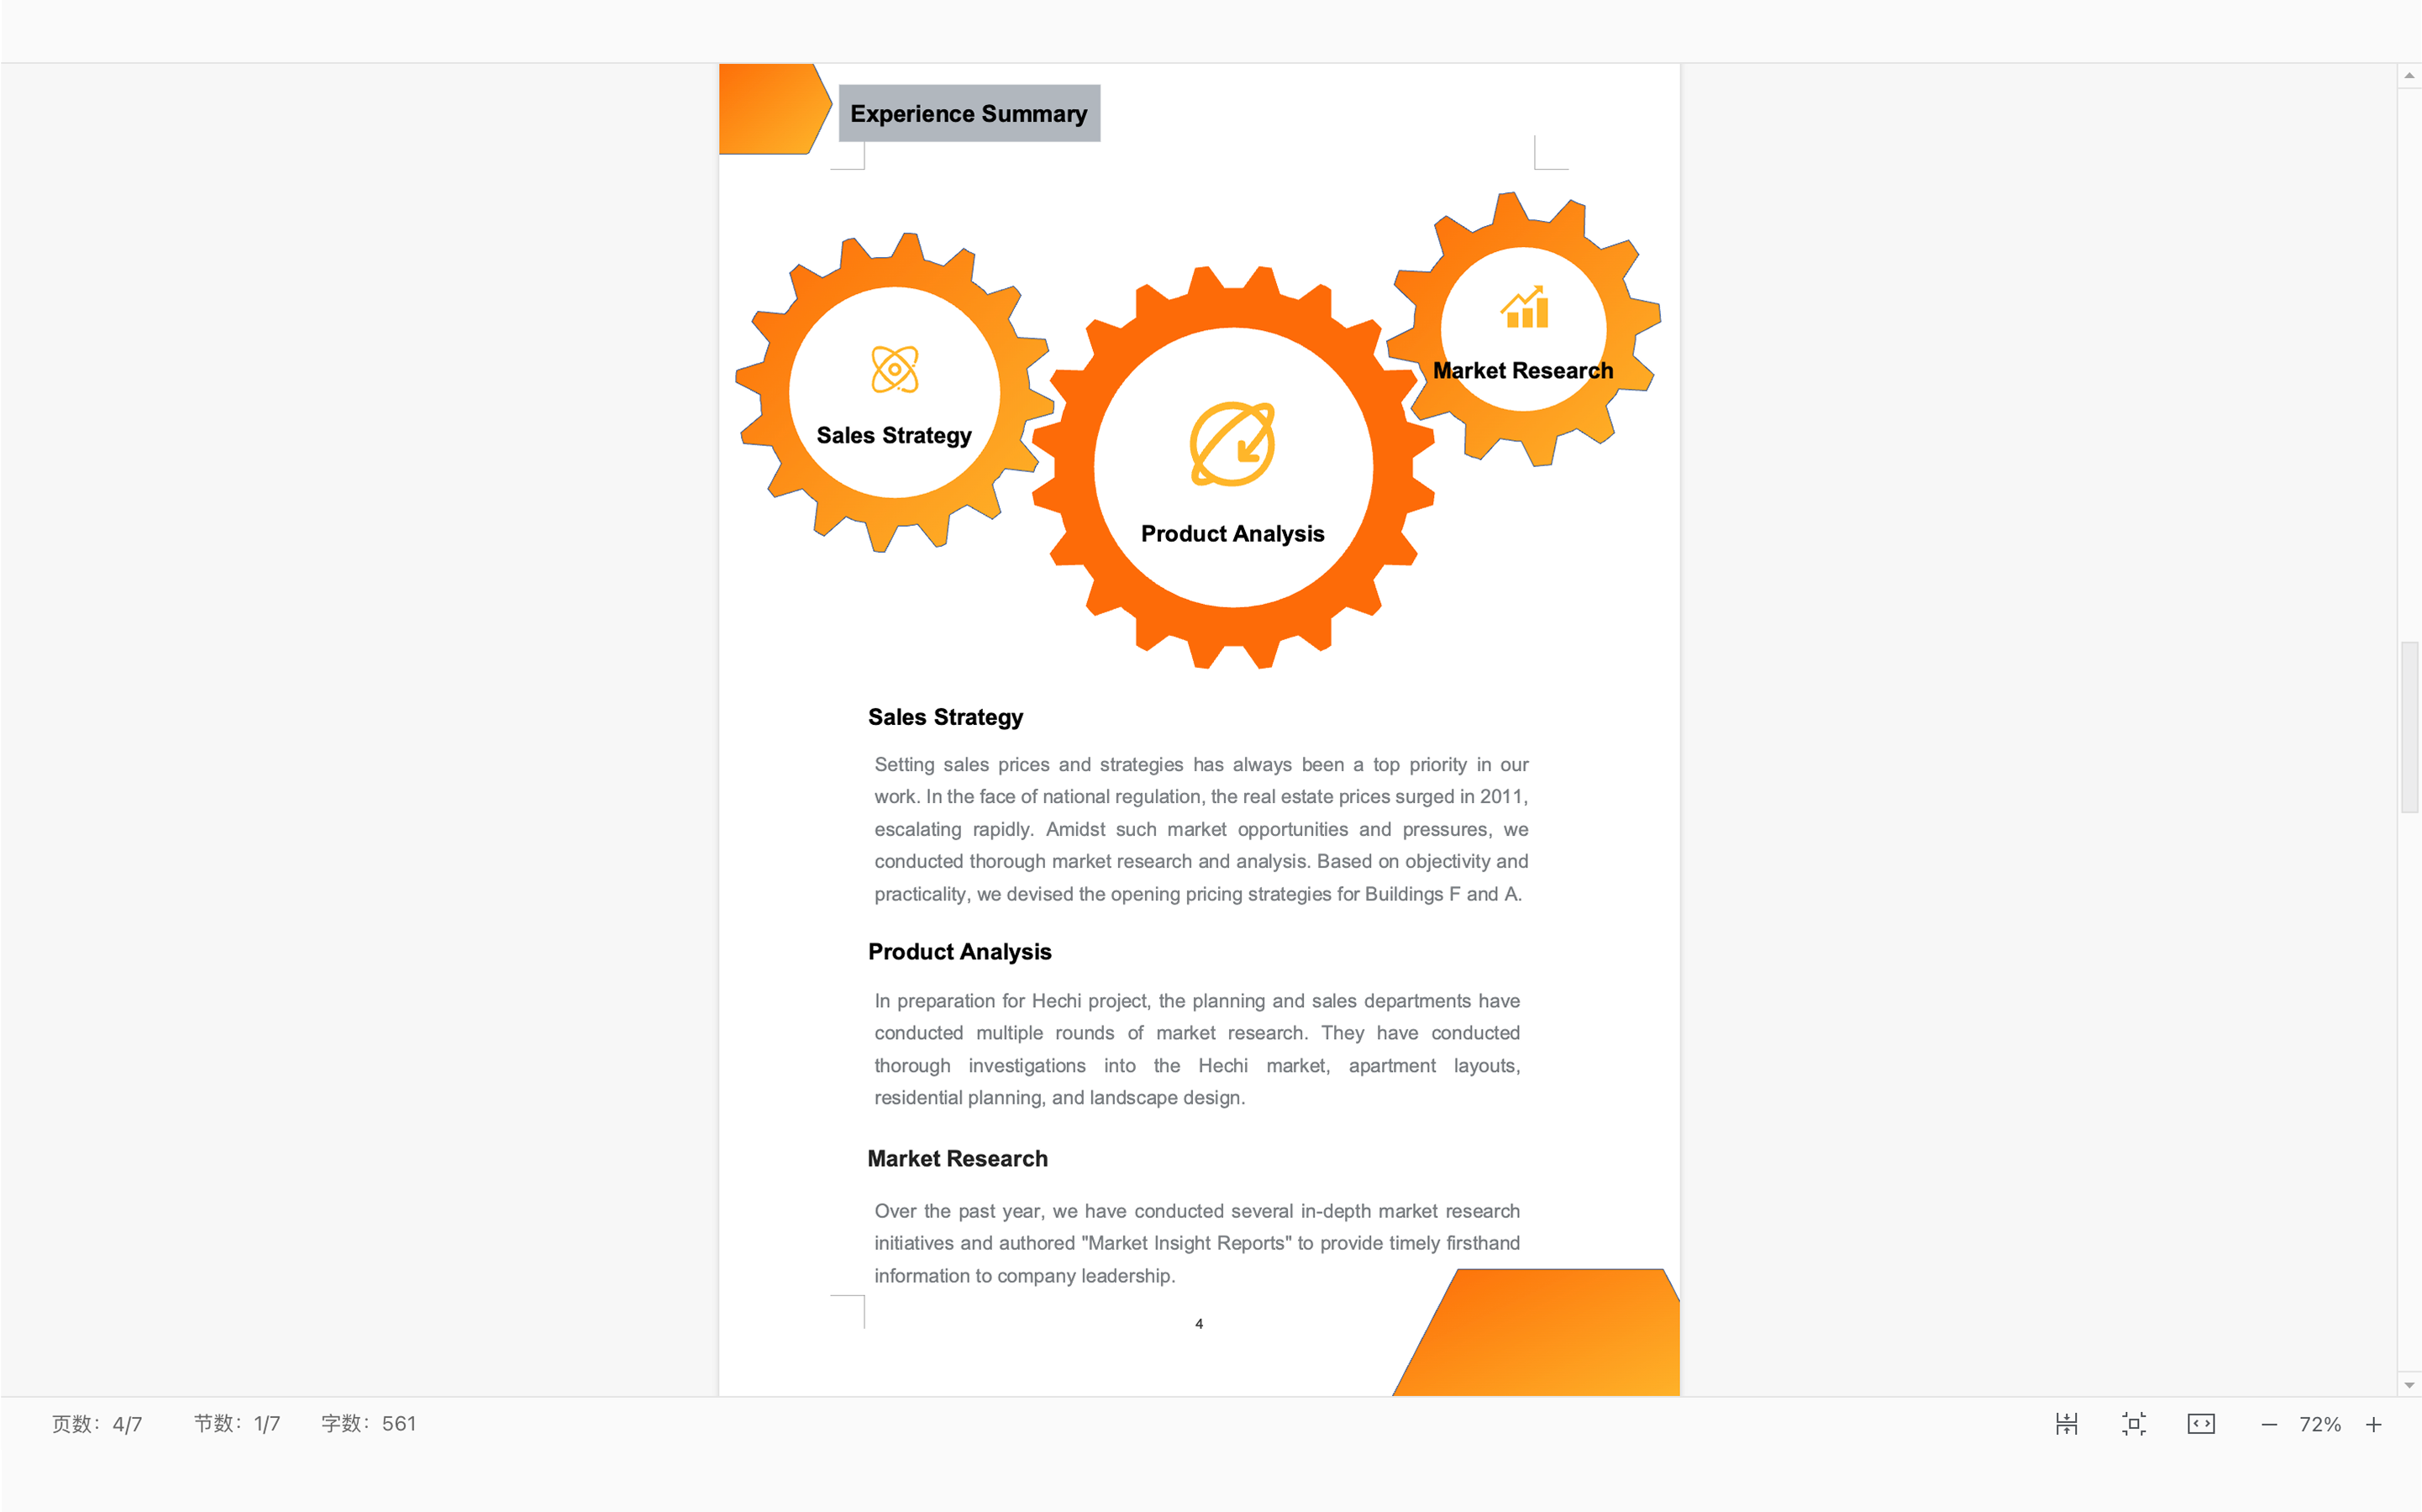 Experience Summary
Market Research
Sales Strategy
Product Analysis
Sales Strategy
Setting sales prices and strategies has always been a top priority in our
work. In the face of national regulation, the real estate prices surged in 2011,
escalating rapidly. Amidst such market opportunities and pressures, we
conducted thorough market research and analysis. Based on objectivity and
practicality, we devised the opening pricing strategies for Buildings F and A.
Product Analysis
In preparation for Hechi project, the planning and sales departments have
conducted multiple rounds of market research. They have conducted
thorough investigations into the Hechi market, apartment layouts,
residential planning, and landscape design.
Market Research
Over the past year, we have conducted several in-depth market research
initiatives and authored "Market Insight Reports" to provide timely firsthand
information to company leadership.
4
页数：4/7 节数：1/7 字数：561 72%